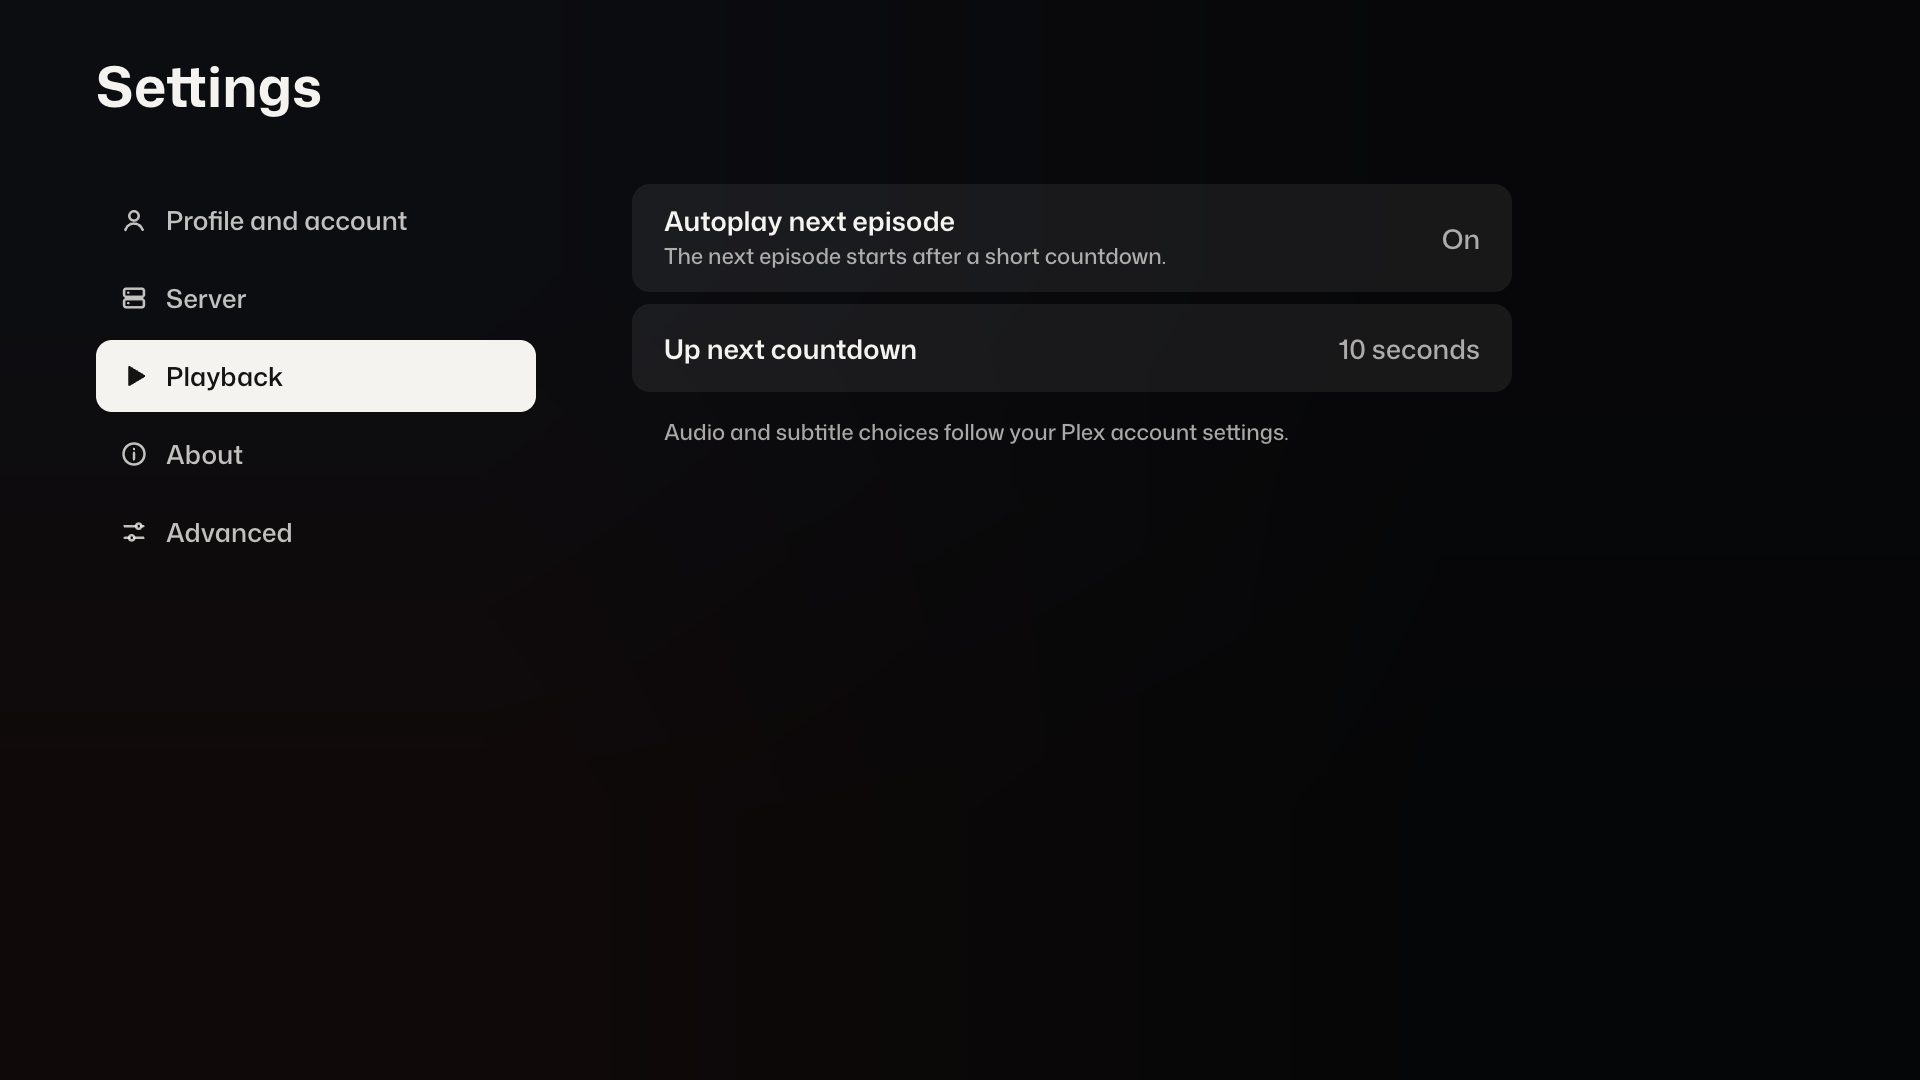 Settings
Profile and account
Server
Playback
About
Advanced
Autoplay next episode
The next episode starts after a short countdown.
On
Up next countdown
10 seconds
Audio and subtitle choices follow your Plex account settings.